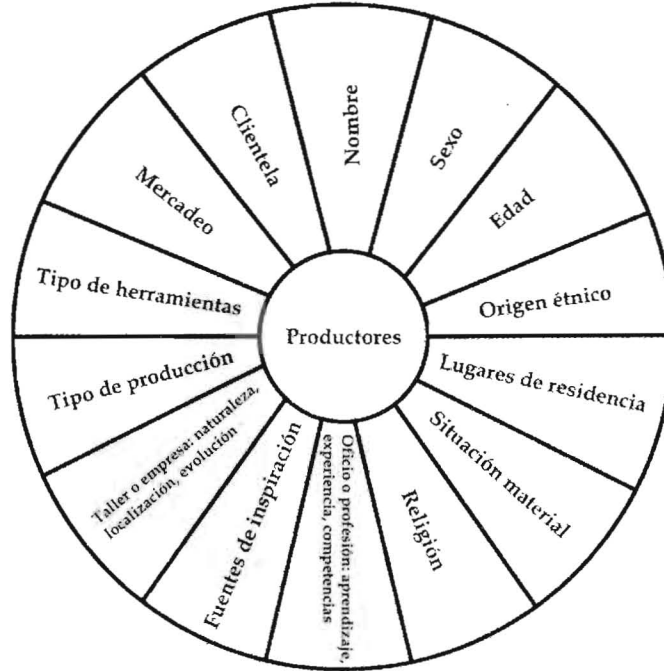 Nombre
Sexo
Edad
Origen étnico
Lugares de residencia
Situación material
Religión
Oficio o profesión: aprendizaje,
experiencia, competencias
Fuentes de inspiración
Taller o empresa: naturaleza,
localización, evolución
Tipo de producción
Tipo de herramientas
Mercadeo
Clientela
Productores